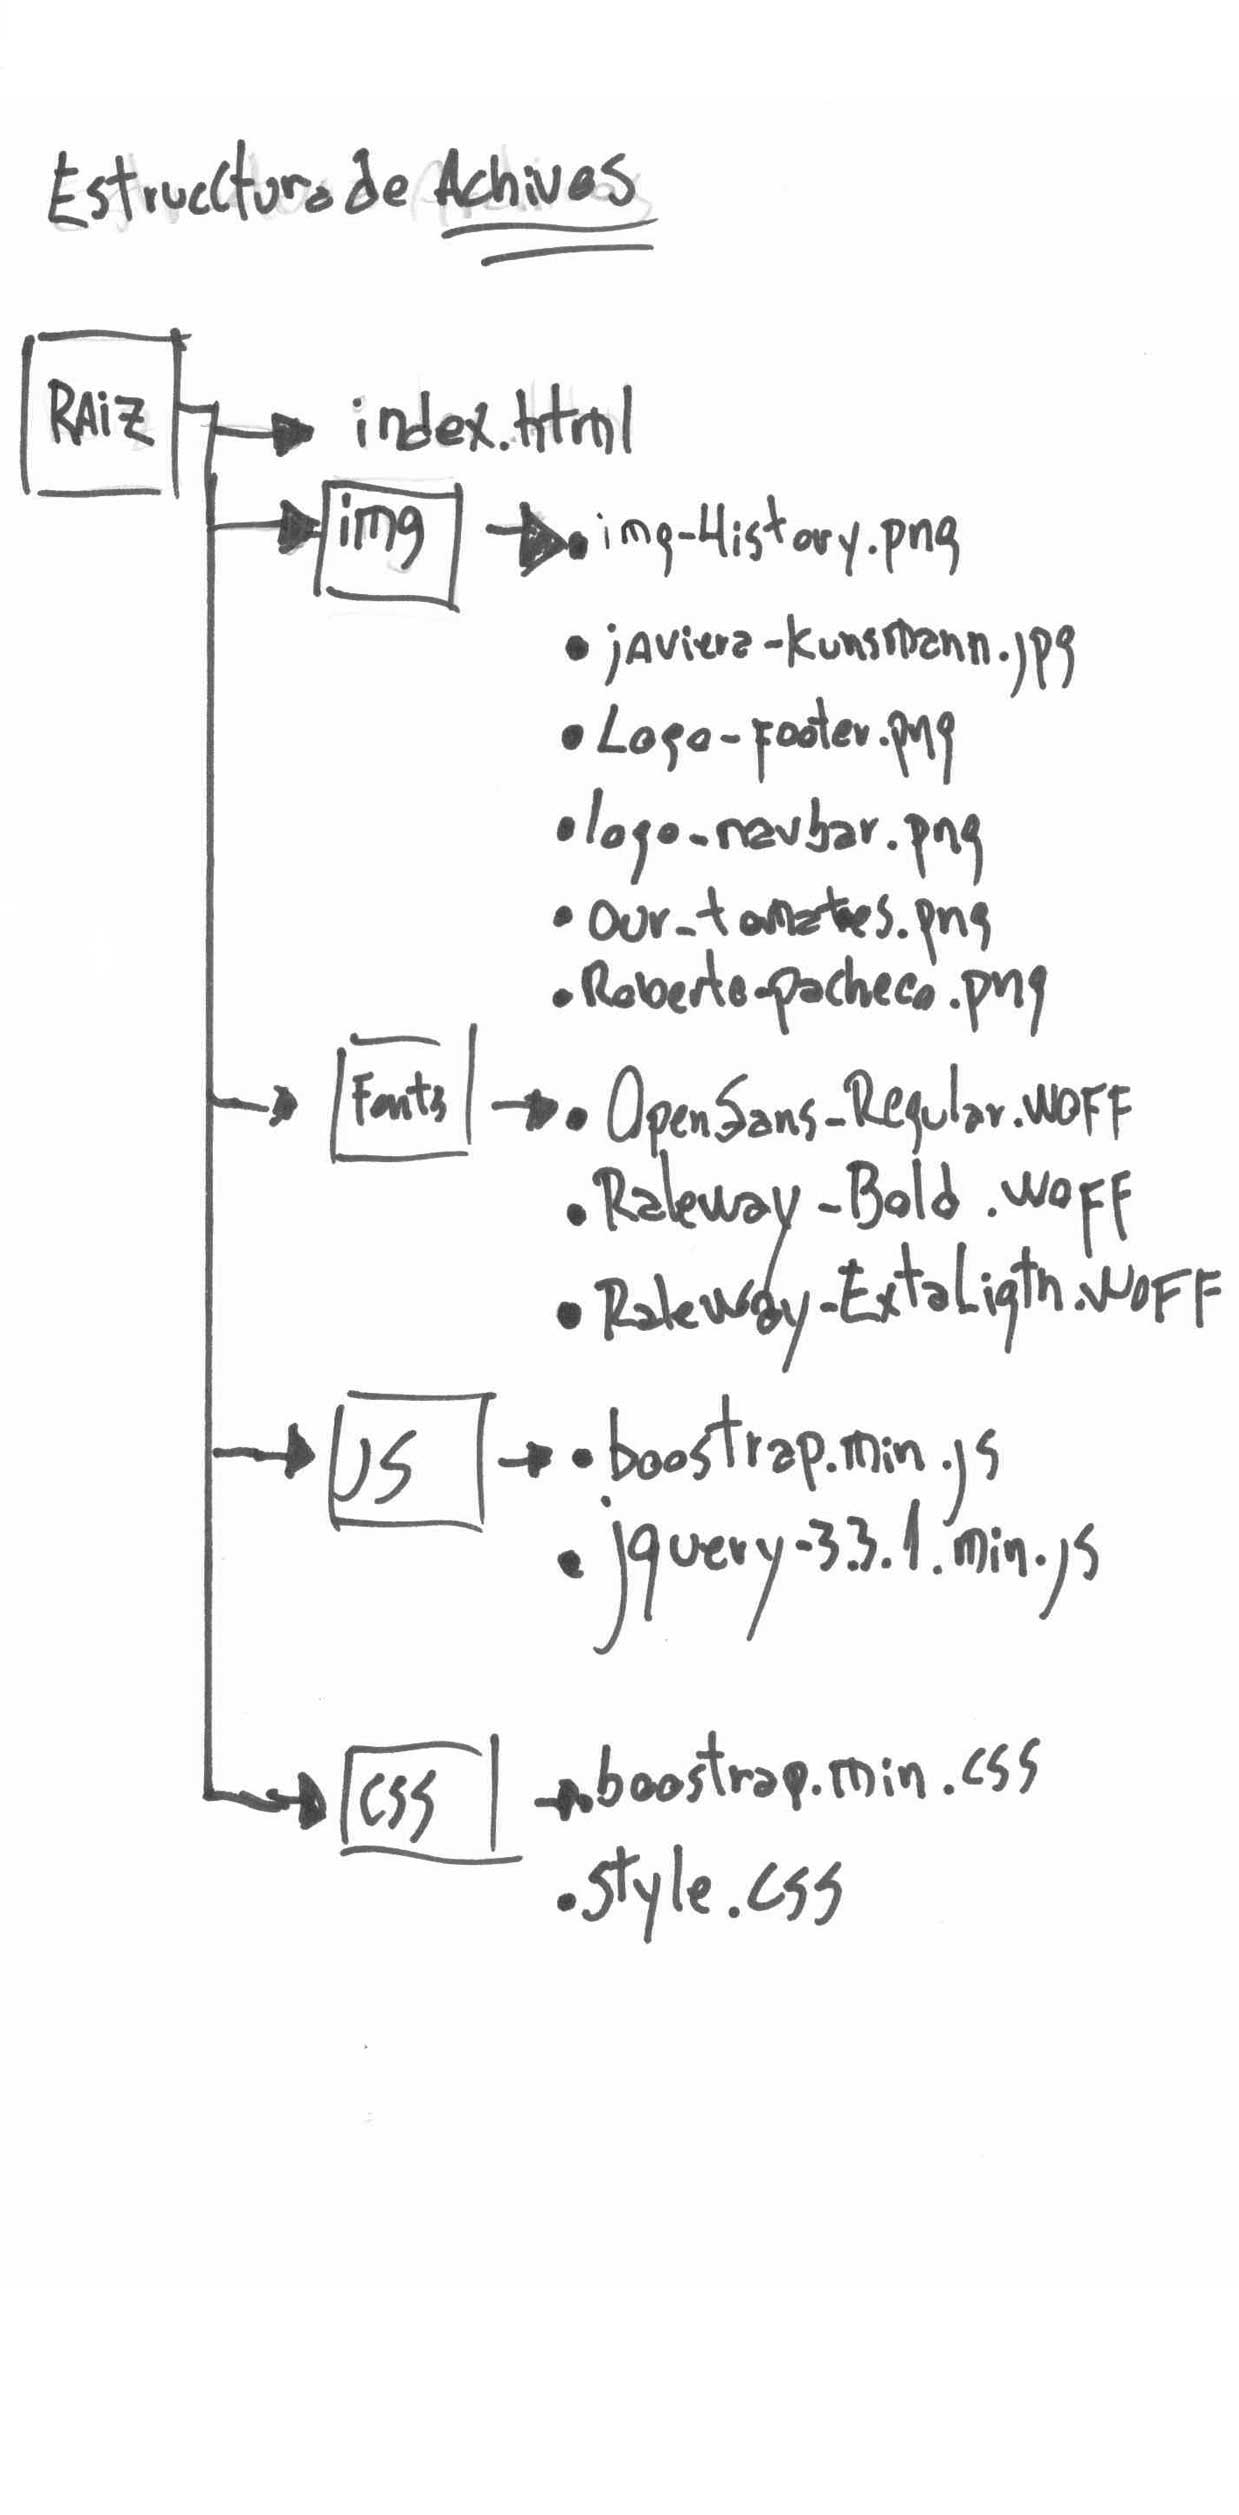 Estructura de Achivos
RAiZ
index.html
img
img-History.png
javiera-kunsmann.jpg
Logo-Footer.png
logo-navbar.png
our-tomates.png
Roberto-pacheco.png
Fonts
OpenSans-Regular.WOFF
Raleway-Bold.WOFF
Raleway-ExtaLigth.WOFF
JS
boostrap.min.js
jquery-3.3.1.min.js
css
boostrap.min.css
style.css